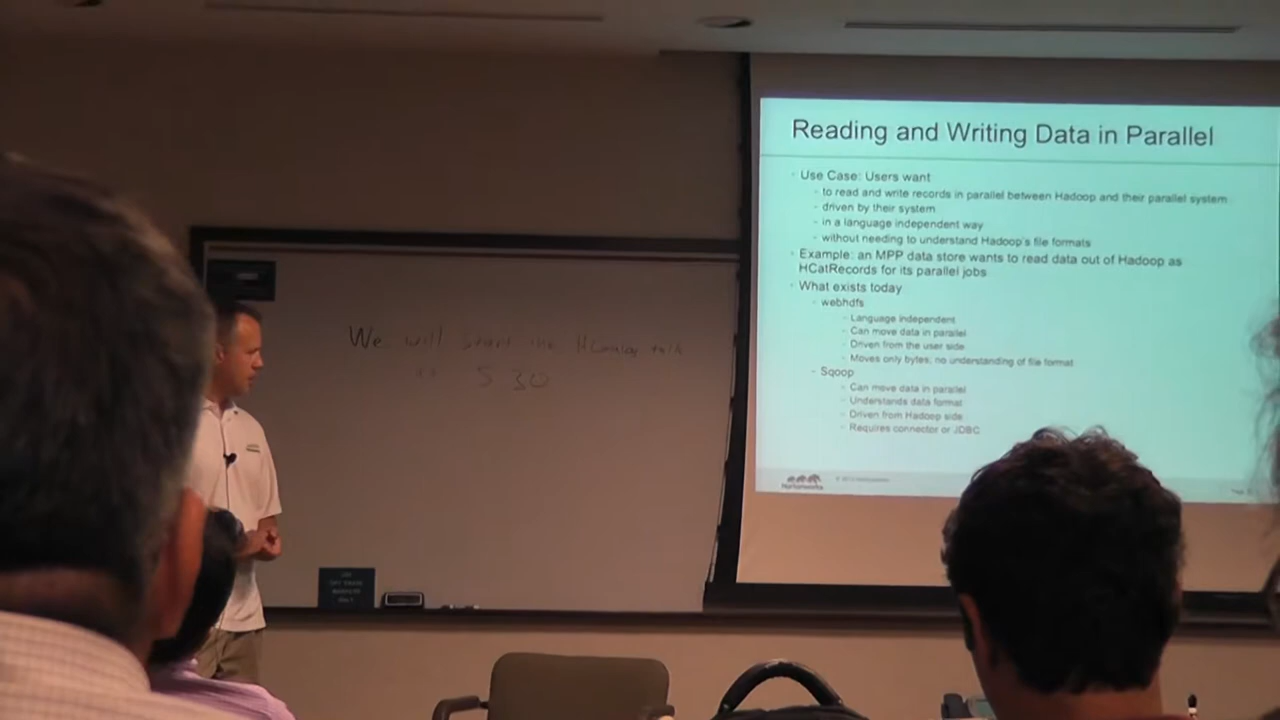 We will start the HCatalog talk
5 30
Reading and Writing Data in Parallel
Use Case: Users want
- to read and write records in parallel between Hadoop and their parallel system
- driven by their system
- in a language independent way
- without needing to understand Hadoop's file formats
Example: an MPP data store wants to read data out of Hadoop as
HCatRecords for its parallel jobs
What exists today
- webhdfs
- Language independent
- Can move data in parallel
- Driven from the user side
- Moves only bytes, no understanding of file format
- Sqoop
- Can move data in parallel
- Understands data format
- Driven from Hadoop side
- Requires connector or JDBC
Hortonworks